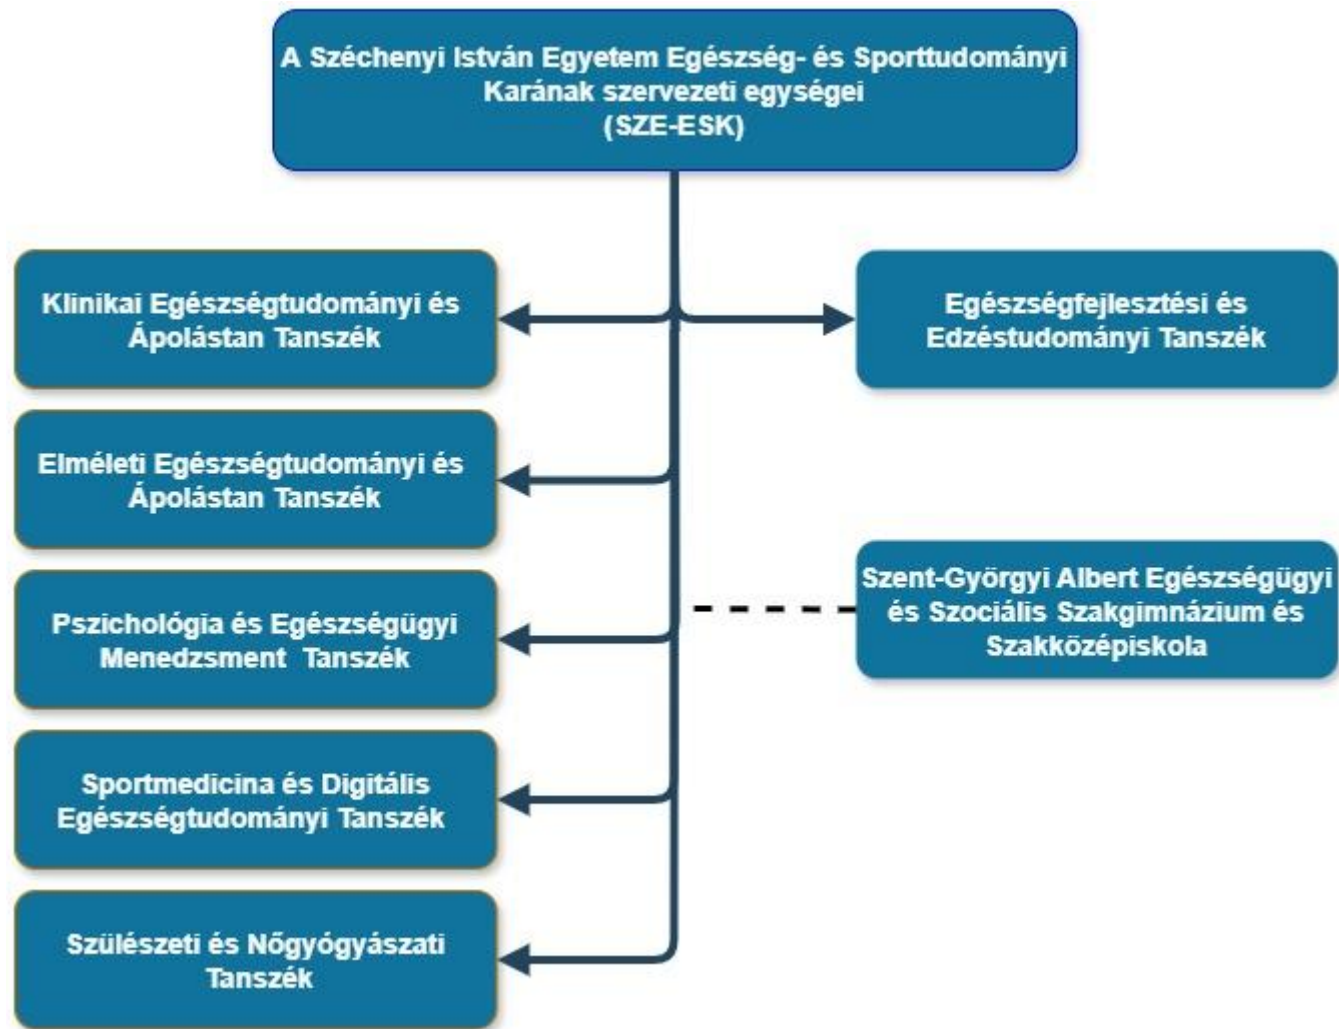 A Széchenyi István Egyetem Egészség- és Sporttudományi
Karának szervezeti egységei
(SZE-ESK)
Klinikai Egészségtudományi és
Ápolástan Tanszék
Egészségfejlesztési és
Edzéstudományi Tanszék
Elméleti Egészségtudományi és
Ápolástan Tanszék
Pszichológia és Egészségügyi
Menedzsment Tanszék
Szent-Györgyi Albert Egészségügyi
és Szociális Szakgimnázium és
Szakközépiskola
Sportmedicina és Digitális
Egészségtudományi Tanszék
Szülészeti és Nőgyógyászati
Tanszék